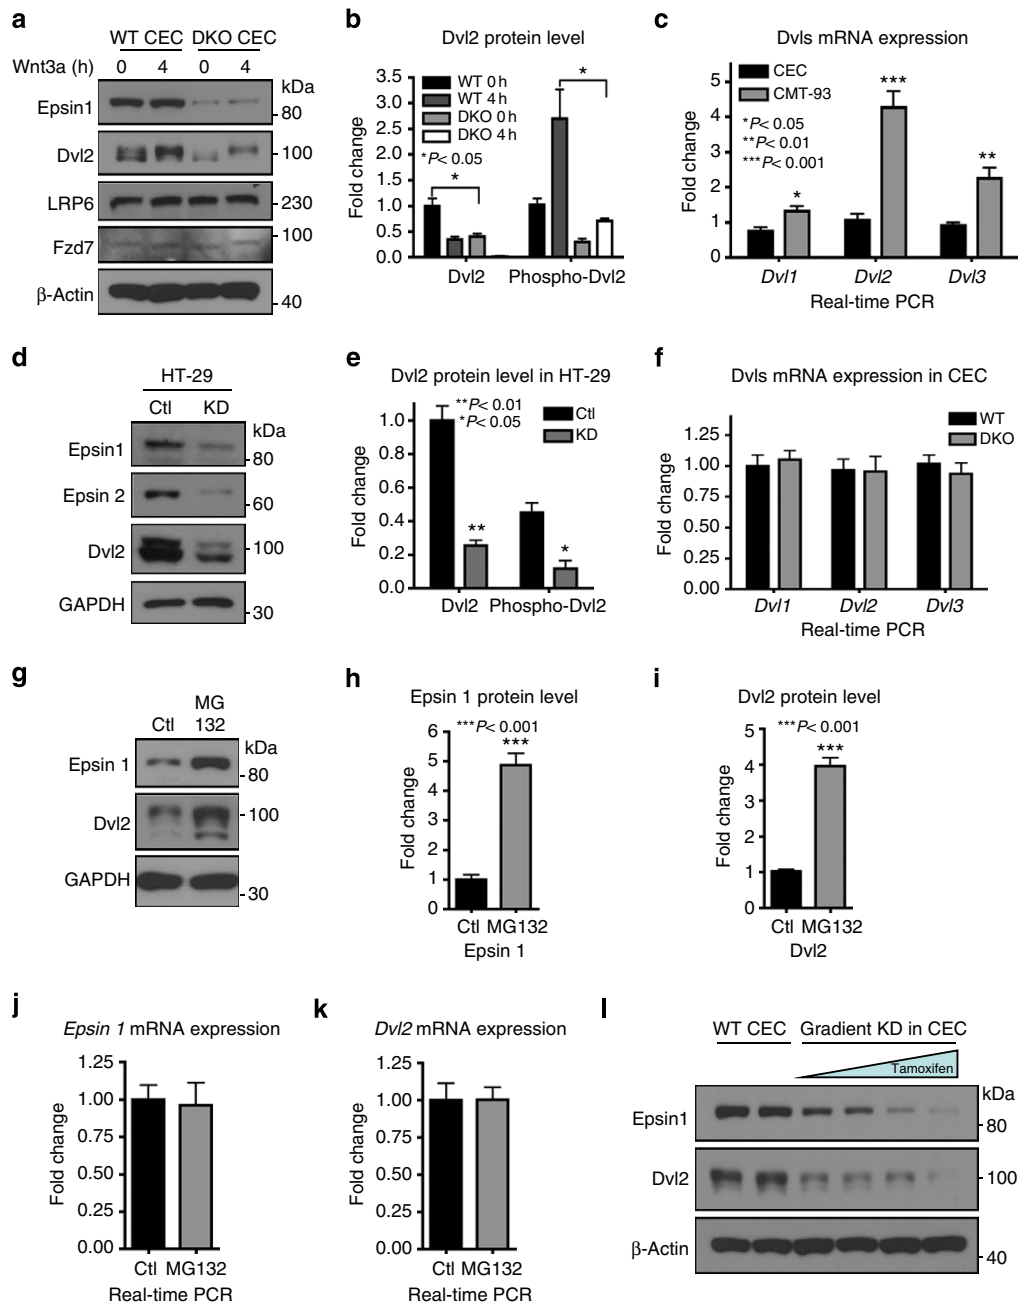 a
WT CEC DKO CEC
Wnt3a (h) 0 4 0 4
kDa
Epsin1
80
Dvl2
100
LRP6
230
Fzd7
100
β-Actin
40
b
Dvl2 protein level
Fold change
3.5
3.0
2.5
2.0
1.5
1.0
0.5
0.0
WT 0 h
WT 4 h
DKO 0 h
DKO 4 h
*P< 0.05
*
*
Dvl2 Phospho-Dvl2
c
Dvls mRNA expression
Fold change
5
4
3
2
1
0
CEC
CMT-93
*P< 0.05
**P< 0.01
***P< 0.001
*
***
**
Dvl1 Dvl2 Dvl3
Real-time PCR
d
HT-29
Ctl KD
kDa
Epsin1
80
Epsin 2
60
Dvl2
100
GAPDH
30
e
Dvl2 protein level in HT-29
Fold change
1.0
0.8
0.6
0.4
0.2
0.0
**P< 0.01
*P< 0.05
Ctl
KD
**
*
Dvl2 Phospho-Dvl2
f
Dvls mRNA expression in CEC
Fold change
1.25
1.00
0.75
0.50
0.25
0.00
WT
DKO
Dvl1 Dvl2 Dvl3
Real-time PCR
g
Ctl MG
132
kDa
Epsin 1
80
Dvl2
100
GAPDH
30
h
Epsin 1 protein level
Fold change
6
5
4
3
2
1
0
***P< 0.001
***
Ctl MG132
Epsin 1
i
Dvl2 protein level
Fold change
5
4
3
2
1
0
***P< 0.001
***
Ctl MG132
Dvl2
j
Epsin 1 mRNA expression
Fold change
1.25
1.00
0.75
0.50
0.25
0.00
Ctl MG132
Real-time PCR
k
Dvl2 mRNA expression
Fold change
1.25
1.00
0.75
0.50
0.25
0.00
Ctl MG132
Real-time PCR
l
WT CEC Gradient KD in CEC
Tamoxifen
kDa
Epsin1
80
Dvl2
100
β-Actin
40